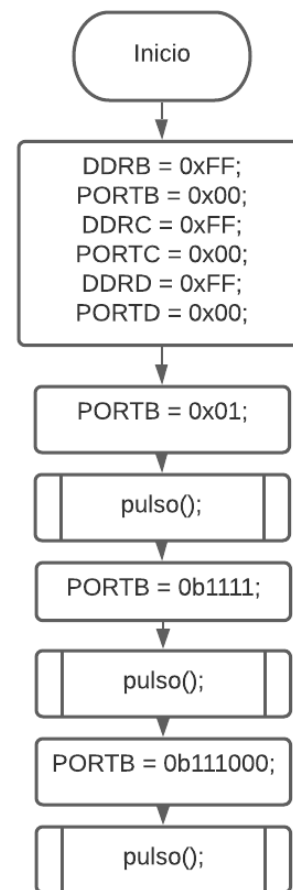 Inicio
DDRB = 0xFF;
PORTB = 0x00;
DDRC = 0xFF;
PORTC = 0x00;
DDRD = 0xFF;
PORTD = 0x00;
PORTB = 0x01;
pulso();
PORTB = 0b1111;
pulso();
PORTB = 0b111000;
pulso();